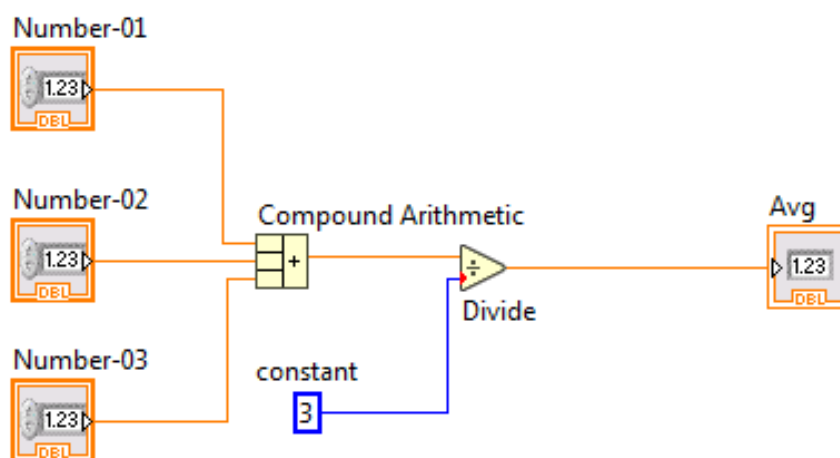 Number-01
1.23
DBL
Number-02
1.23
DBL
Compound Arithmetic
+
÷
Divide
Avg
1.23
DBL
Number-03
1.23
DBL
constant
3